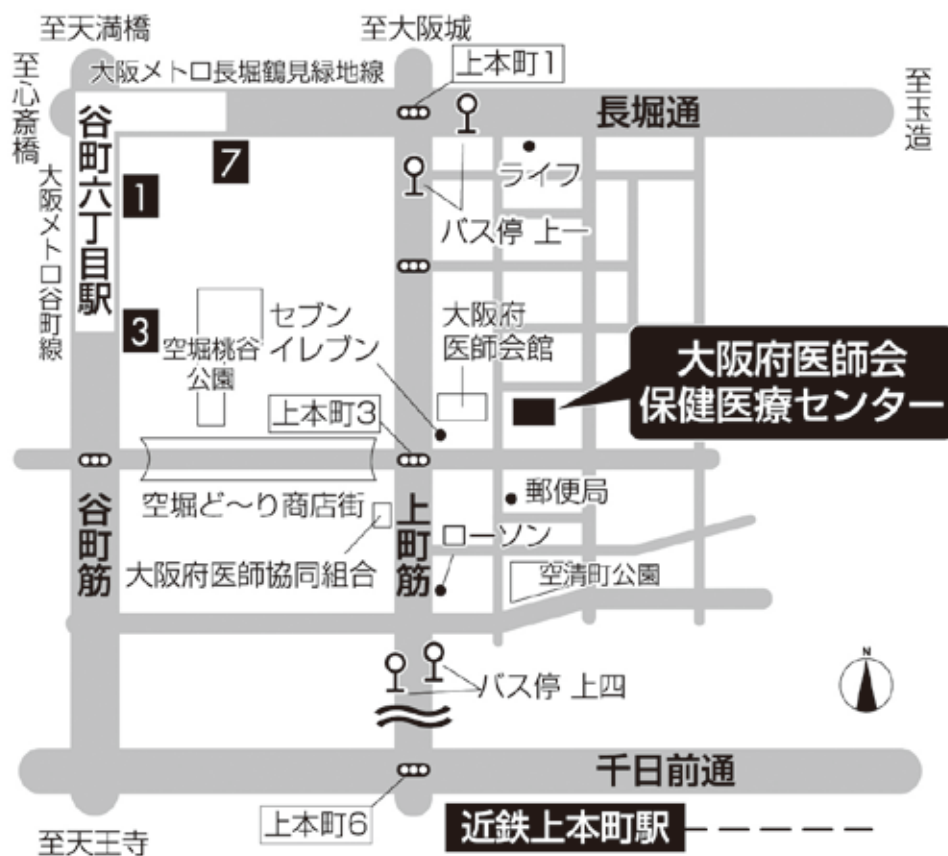 至天満橋
至大阪城
至心斎橋
大阪メトロ長堀鶴見緑地線
上本町1
至玉造
長堀通
谷町六丁目駅
7
1
ライフ
大阪メトロ谷町線
バス停 上一
3
セブン
イレブン
大阪府
医師会館
空堀桃谷
公園
大阪府医師会
保健医療センター
上本町3
空堀ど〜り商店街
郵便局
谷町筋
上町筋
ローソン
大阪府医師協同組合
空清町公園
バス停 上四
N
千日前通
上本町6
近鉄上本町駅
至天王寺